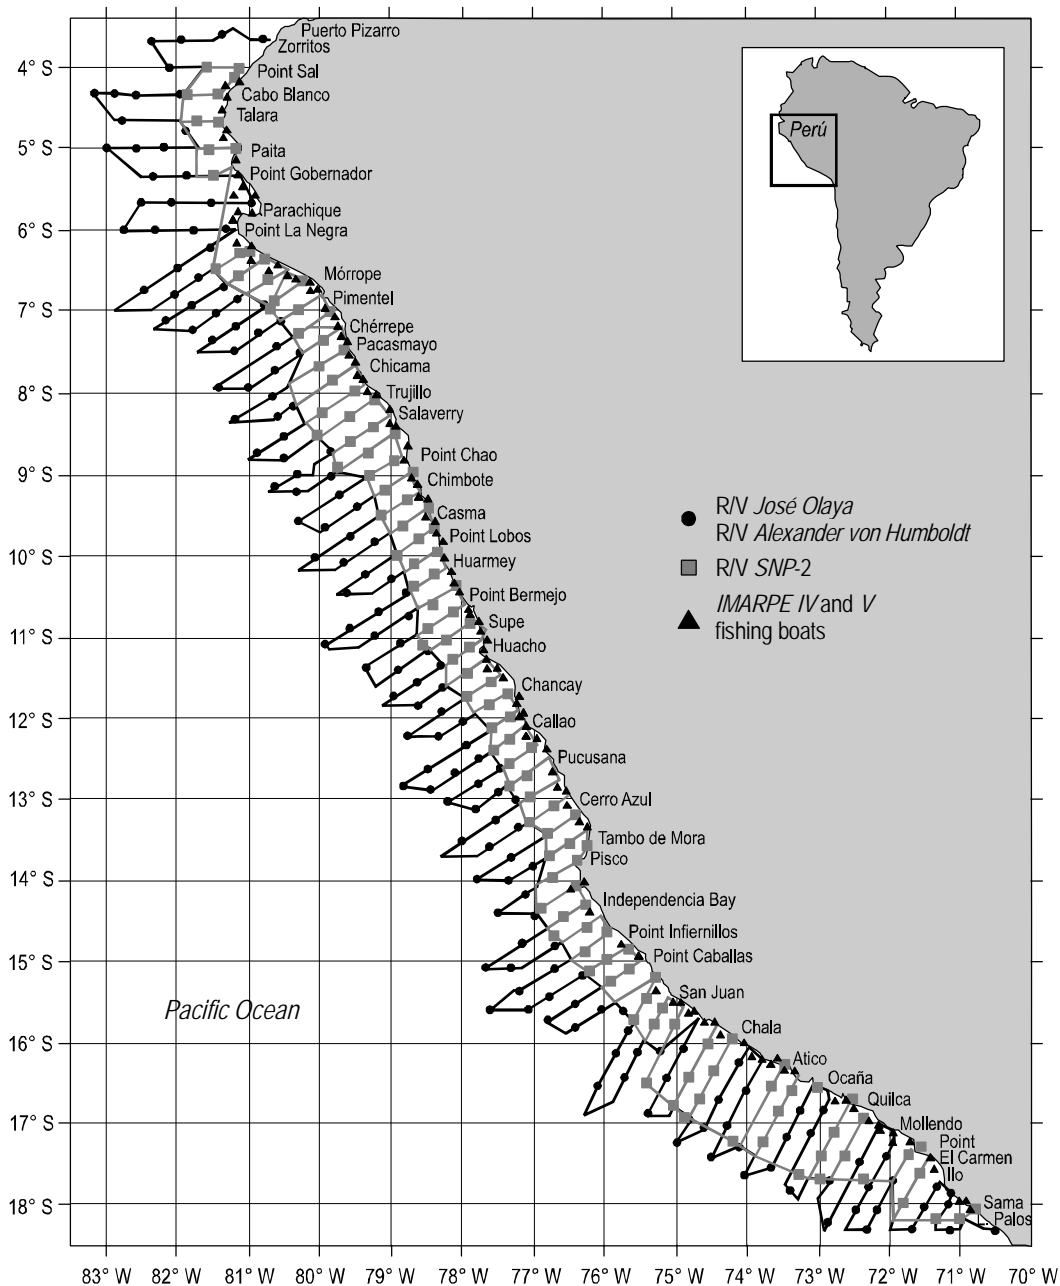 Puerto Pizarro
Zorritos
4° S
Point Sal
Cabo Blanco
Talara
5° S
Paita
Point Gobernador
Parachique
6° S
Point La Negra
Mórrope
7° S
Pimentel
Chérrepe
Pacasmayo
Chicama
8° S
Trujillo
Salaverry
Point Chao
9° S
Chimbote
Casma
Point Lobos
10° S
Huarmey
Point Bermejo
Supe
11° S
Huacho
Chancay
12° S
Callao
Pucusana
13° S
Cerro Azul
Tambo de Mora
Pisco
14° S
Independencia Bay
Point Infiernillos
15° S
Point Caballas
San Juan
Pacific Ocean
Chala
16° S
Atico
Ocaña
Quilca
17° S
Mollendo
Point
El Carmen
Ilo
18° S
Sama
Palos
Perú
R/V José Olaya
R/V Alexander von Humboldt
R/V SNP-2
IMARPE IV and V
fishing boats
83° W 82° W 81° W 80° W 79° W 78° W 77° W 76° W 75° W 74° W 73° W 72° W 71° W 70° W